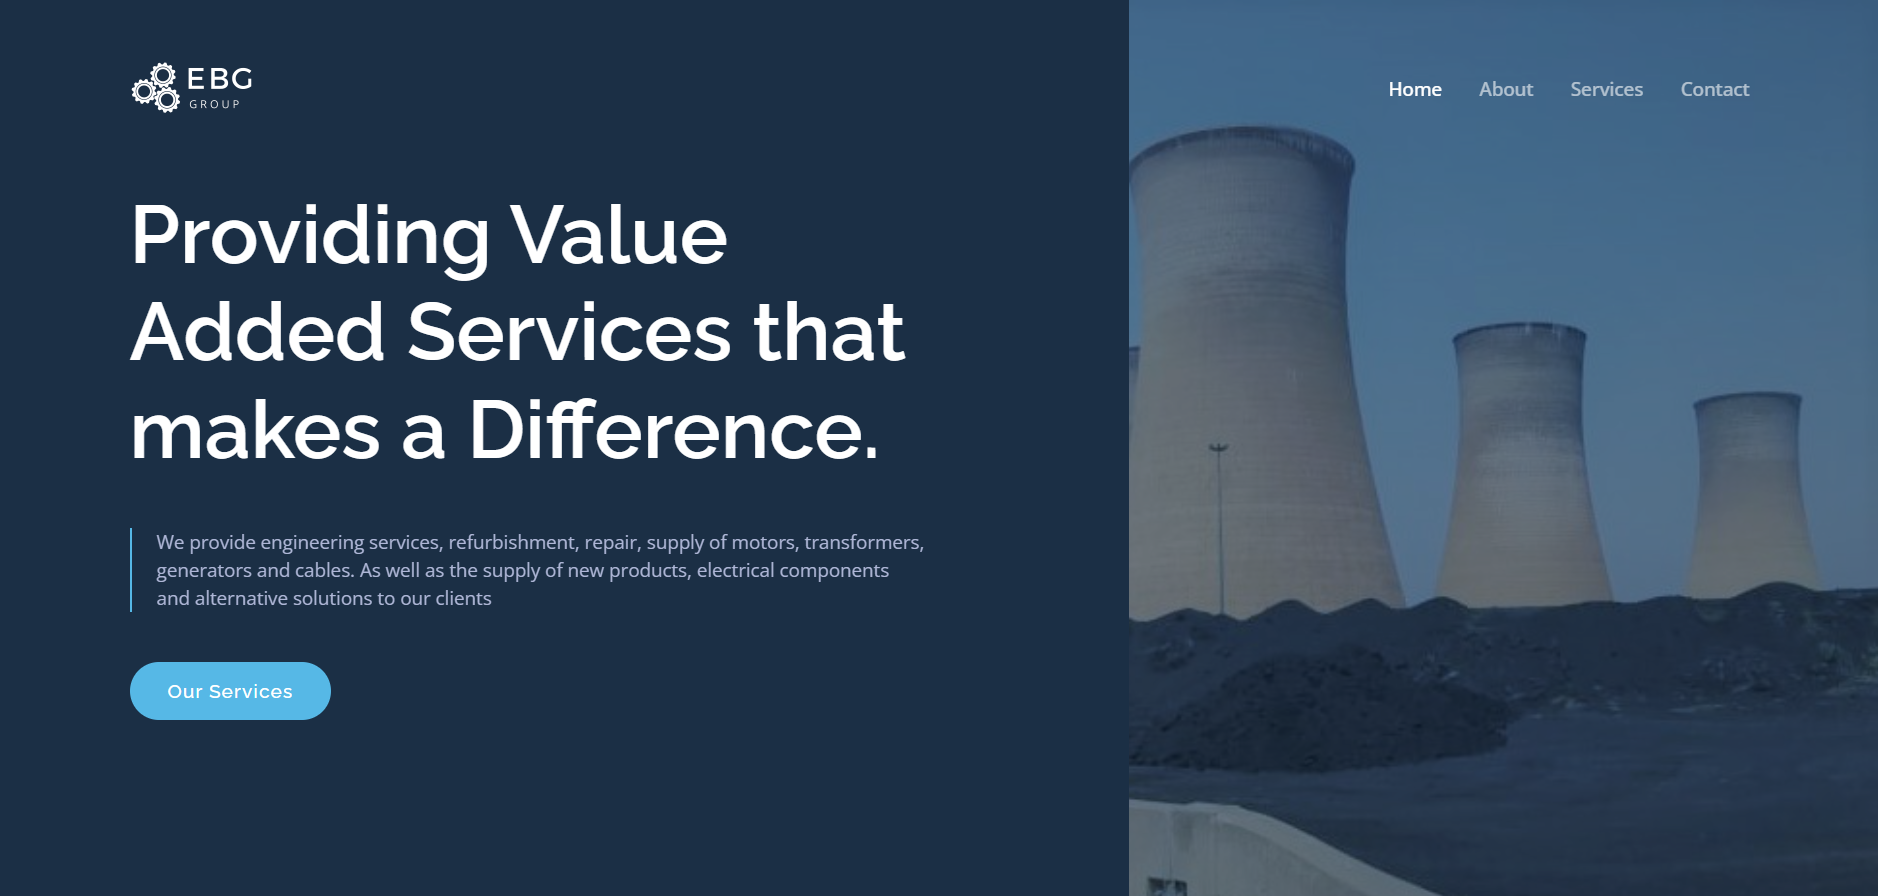 EBG
GROUP
Home About Services Contact
Providing Value
Added Services that
makes a Difference.
We provide engineering services, refurbishment, repair, supply of motors, transformers,
generators and cables. As well as the supply of new products, electrical components
and alternative solutions to our clients
Our Services